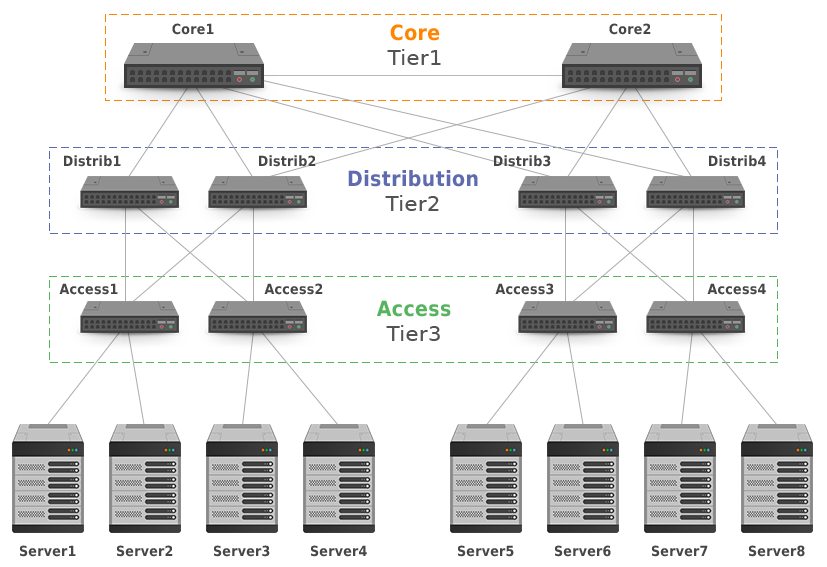 Core1
Core
Core2
Tier1
Distrib1
Distrib2
Distrib3
Distrib4
Distribution
Tier2
Access1
Access2
Access3
Access4
Access
Tier3
Server1
Server2
Server3
Server4
Server5
Server6
Server7
Server8